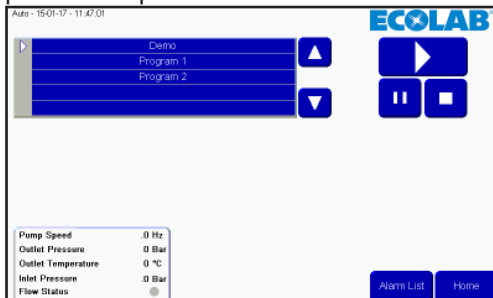 Auto - 15-01-17 - 11:47:01
ECOLAB
Demo
Program 1
Program 2
Pump Speed .0 Hz
Outlet Pressure 0 Bar
Outlet Temperature 0 °C
Inlet Pressure .0 Bar
Flow Status
Alarm List Home